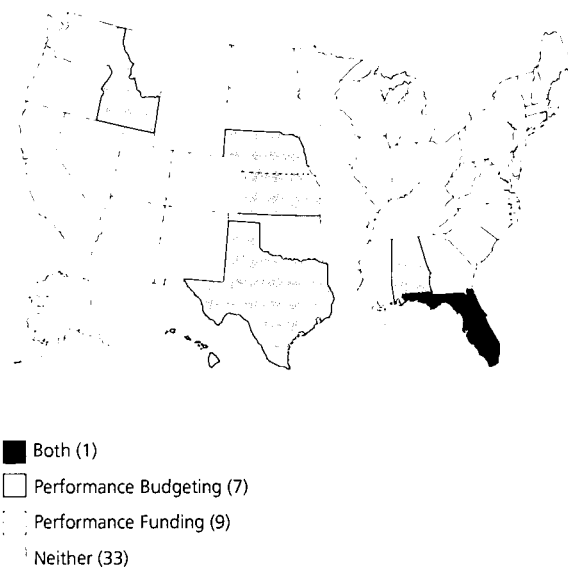 Both (1)
Performance Budgeting (7)
Performance Funding (9)
Neither (33)